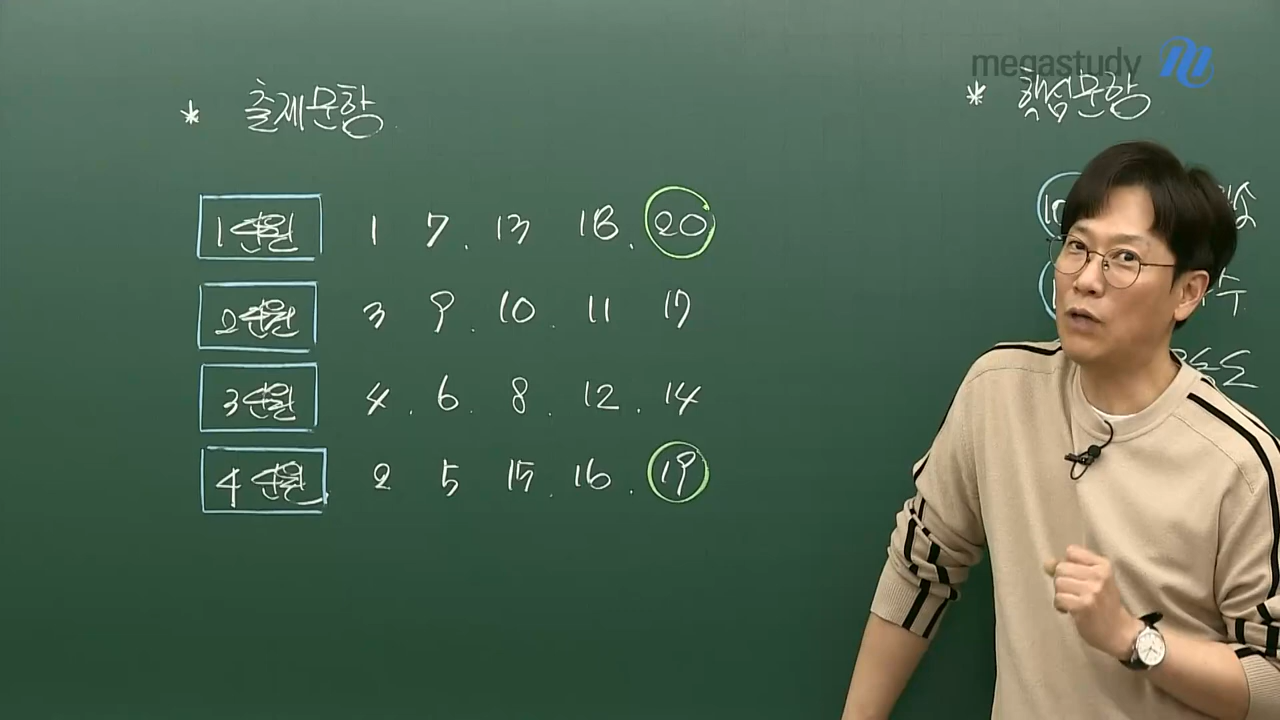 megastudy
* 출제문항
* 핵심문항
1단원 1 7. 13 18. 20
2단원 3 9. 10. 11 17
3단원 4. 6. 8. 12. 14
4단원 2 5 15. 16. 19